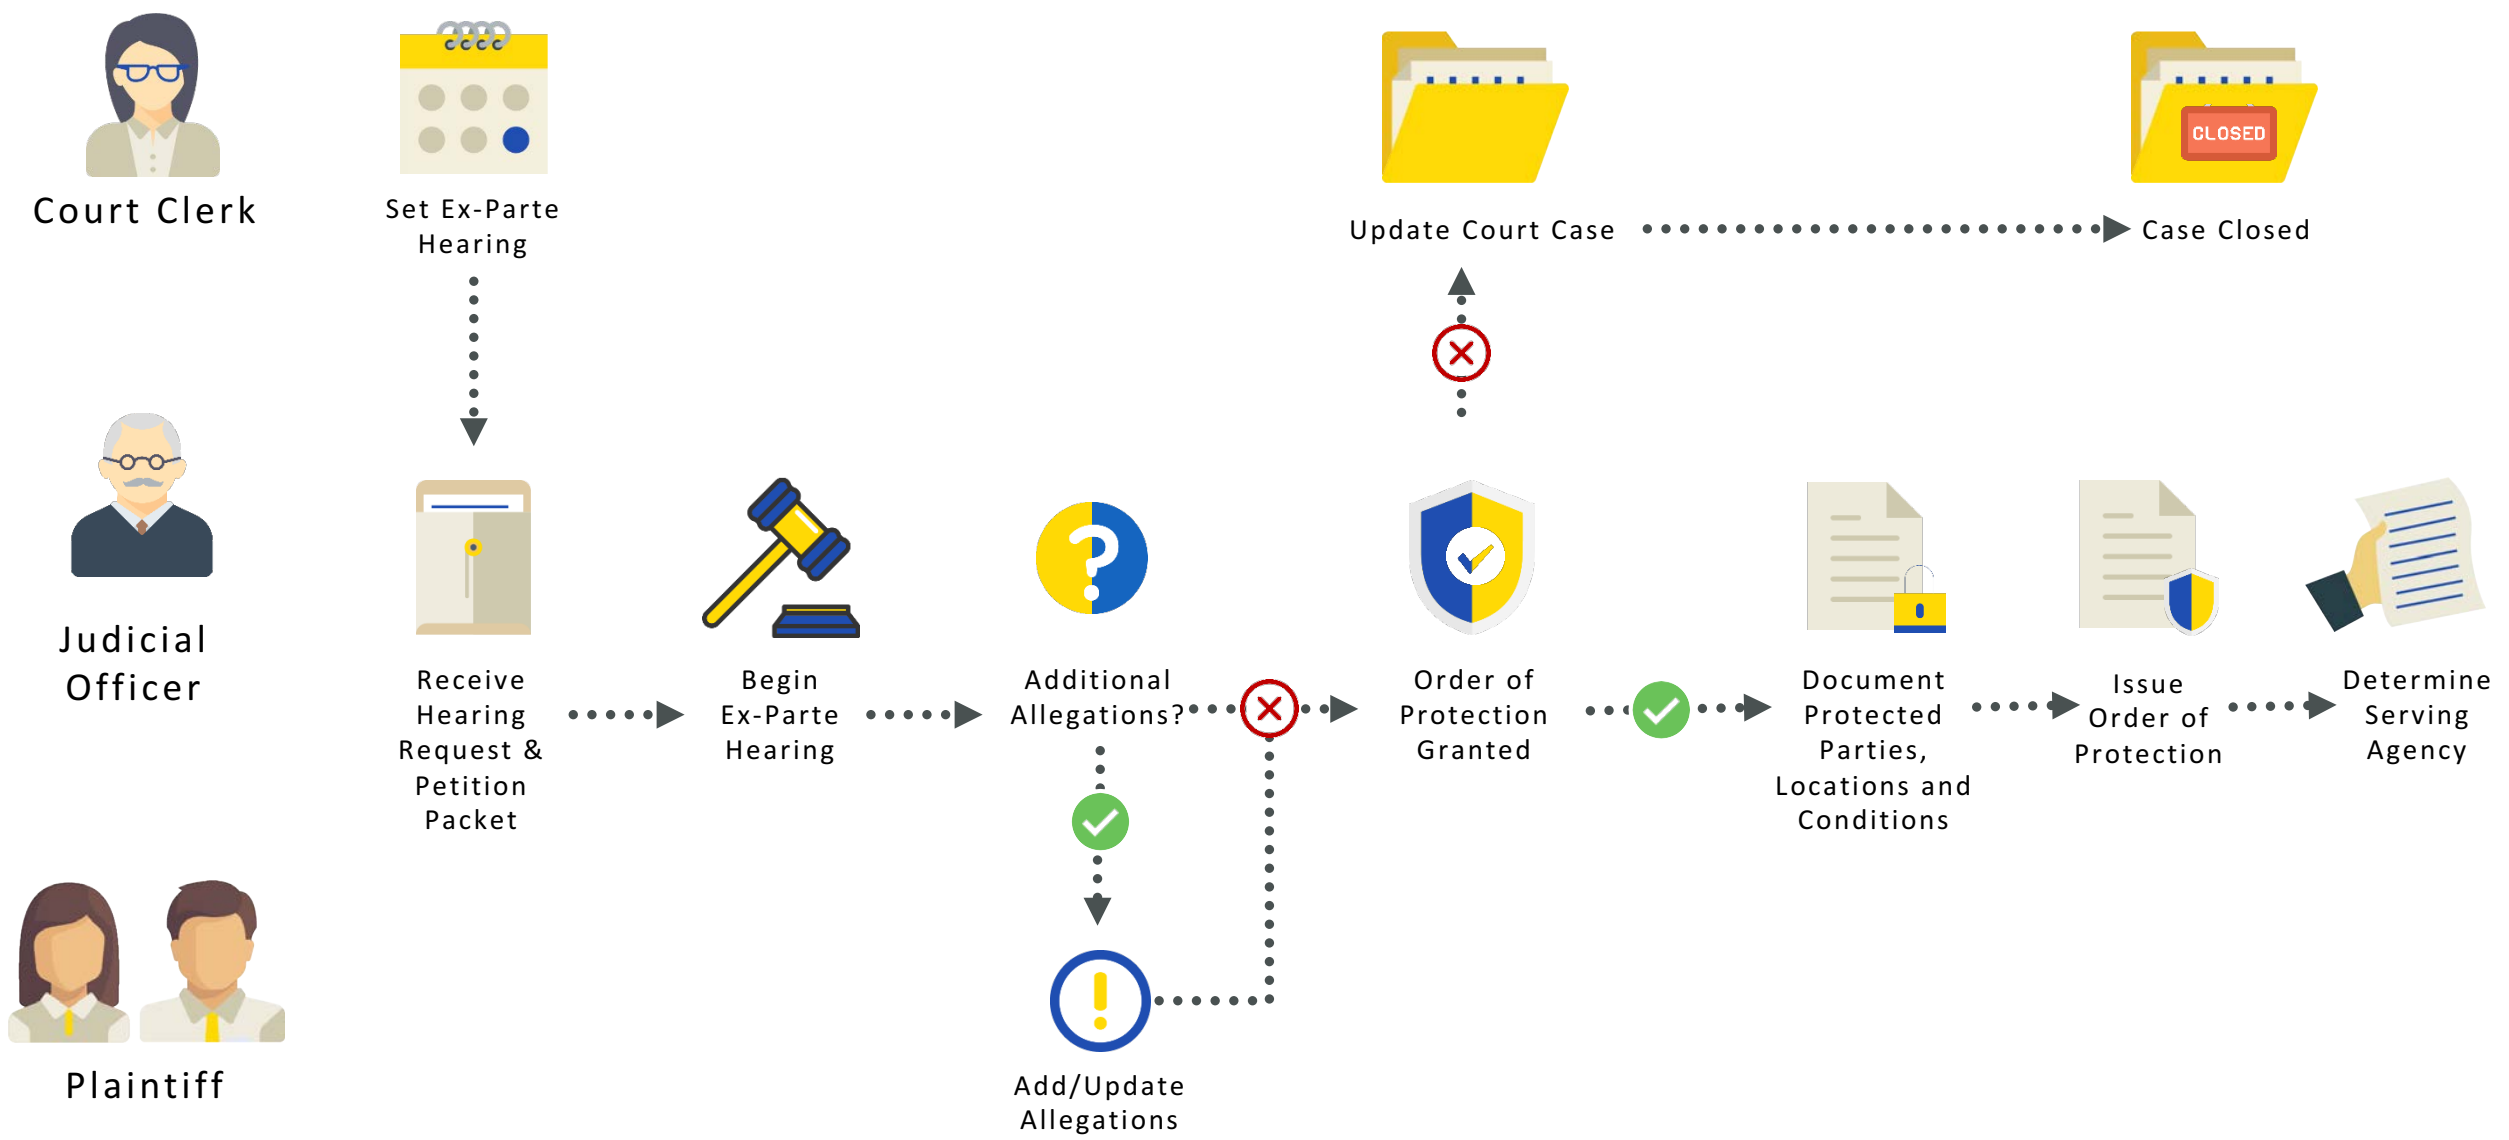 Court Clerk
Set Ex-Parte
Hearing
Update Court Case
CLOSED
Case Closed
Judicial
Officer
Receive
Hearing
Request &
Petition
Packet
Begin
Ex-Parte
Hearing
Additional
Allegations?
Order of
Protection
Granted
Document
Protected
Parties,
Locations and
Conditions
Issue
Order of
Protection
Determine
Serving
Agency
Plaintiff
Add/Update
Allegations